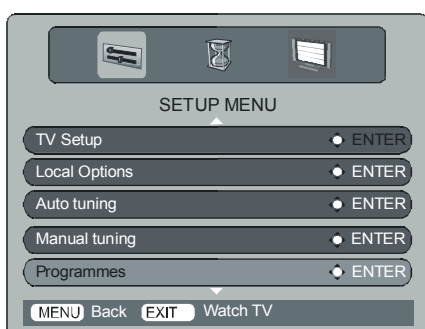 SETUP MENU
TV Setup ENTER
Local Options ENTER
Auto tuning ENTER
Manual tuning ENTER
Programmes ENTER
MENU Back EXIT Watch TV